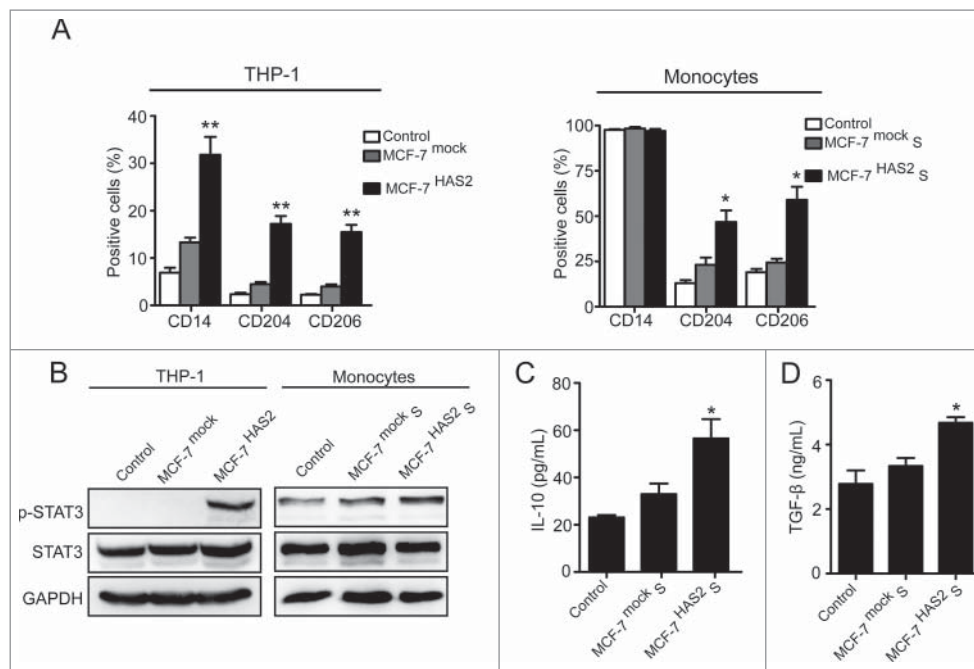 A
THP-1
Positive cells (%)
40
30
20
10
0
** ** **
Control
MCF-7 mock
MCF-7 HAS2
CD14 CD204 CD206
Monocytes
Positive cells (%)
100
75
50
25
0
* *
Control
MCF-7 mock S
MCF-7 HAS2 S
CD14 CD204 CD206
B
THP-1 Monocytes
Control MCF-7 mock MCF-7 HAS2 Control MCF-7 mock S MCF-7 HAS2 S
p-STAT3
STAT3
GAPDH
C
IL-10 (pg/mL)
80
60
40
20
0
*
Control MCF-7 mock S MCF-7 HAS2 S
D
TGF-β (ng/mL)
6
4
2
0
*
Control MCF-7 mock S MCF-7 HAS2 S